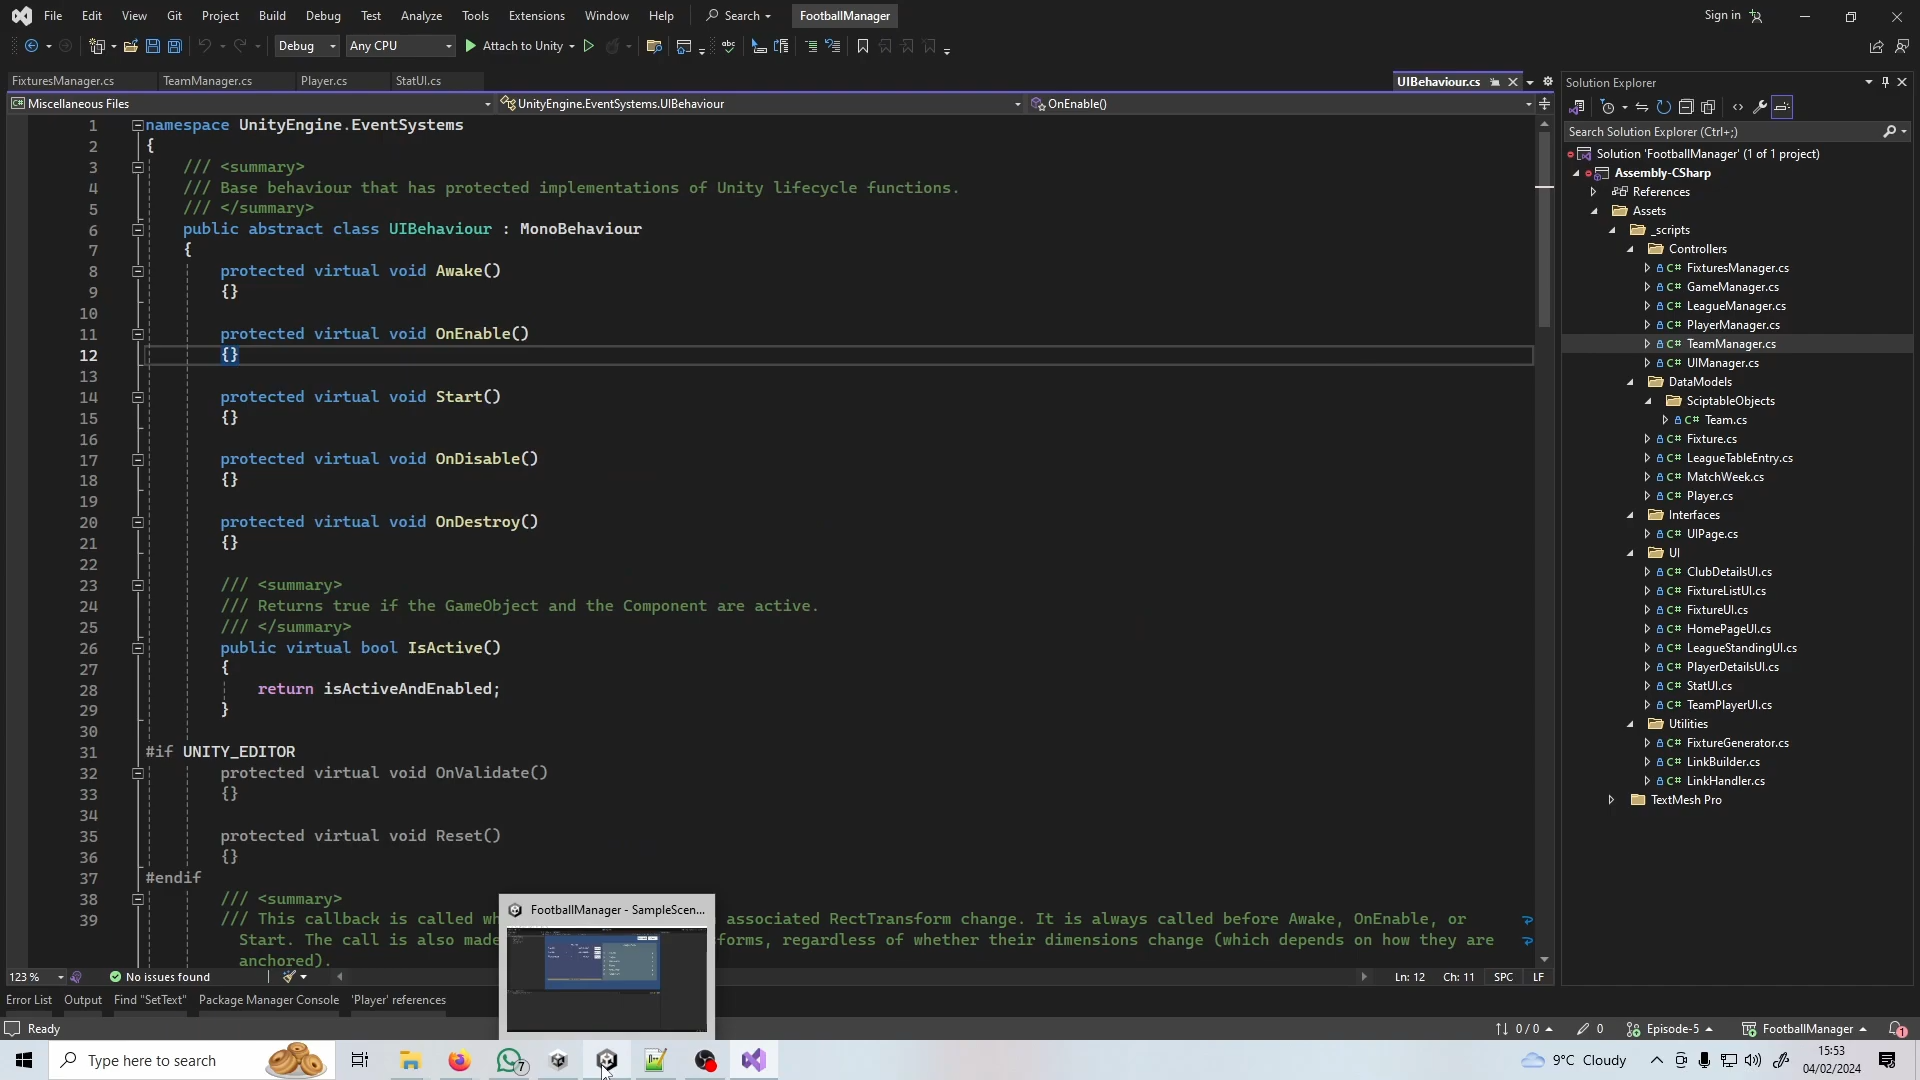 File Edit View Git Project Build Debug Test Analyze Tools Extensions Window Help Search FootballManager Sign in
Debug Any CPU Attach to Unity
FixturesManager.cs TeamManager.cs Player.cs StatUI.cs UIBehaviour.cs
Miscellaneous Files UnityEngine.EventSystems.UIBehaviour OnEnable()
1 namespace UnityEngine.EventSystems
2 {
3 /// <summary>
4 /// Base behaviour that has protected implementations of Unity lifecycle functions.
5 /// </summary>
6 public abstract class UIBehaviour : MonoBehaviour
7 {
8 protected virtual void Awake()
9 {}
10
11 protected virtual void OnEnable()
12 {}
13
14 protected virtual void Start()
15 {}
16
17 protected virtual void OnDisable()
18 {}
19
20 protected virtual void OnDestroy()
21 {}
22
23 /// <summary>
24 /// Returns true if the GameObject and the Component are active.
25 /// </summary>
26 public virtual bool IsActive()
27 {
28 return isActiveAndEnabled;
29 }
30
31 #if UNITY_EDITOR
32 protected virtual void OnValidate()
33 {}
34
35 protected virtual void Reset()
36 {}
37 #endif
38 /// <summary>
39 /// This callback is called wh associated RectTransform change. It is always called before Awake, OnEnable, or
Start. The call is also made forms, regardless of whether their dimensions change (which depends on how they are
anchored).
FootballManager - SampleScen...
123 % No issues found Ln: 12 Ch: 11 SPC LF
Error List Output Find "SetText" Package Manager Console 'Player' references
Ready 0 / 0 0 Episode-5 FootballManager 1
Solution Explorer
Search Solution Explorer (Ctrl+;)
Solution 'FootballManager' (1 of 1 project)
Assembly-CSharp
References
Assets
_scripts
Controllers
C# FixturesManager.cs
C# GameManager.cs
C# LeagueManager.cs
C# PlayerManager.cs
C# TeamManager.cs
C# UIManager.cs
DataModels
SciptableObjects
C# Team.cs
C# Fixture.cs
C# LeagueTableEntry.cs
C# MatchWeek.cs
C# Player.cs
Interfaces
C# UIPage.cs
UI
C# ClubDetailsUI.cs
C# FixtureListUI.cs
C# FixtureUI.cs
C# HomePageUI.cs
C# LeagueStandingUI.cs
C# PlayerDetailsUI.cs
C# StatUI.cs
C# TeamPlayerUI.cs
Utilities
C# FixtureGenerator.cs
C# LinkBuilder.cs
C# LinkHandler.cs
TextMesh Pro
Type here to search 7 9°C Cloudy 15:53
04/02/2024